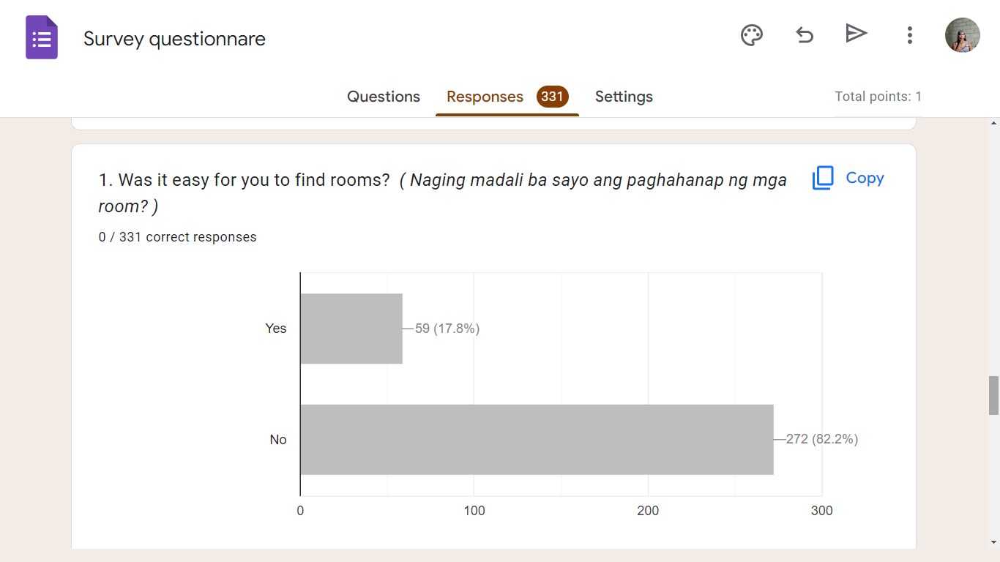 Survey questionnare
Questions
Responses 331
Settings
Total points: 1
1. Was it easy for you to find rooms?  ( Naging madali ba sayo ang paghahanap ng mga
room? )
Copy
0 / 331 correct responses
Yes
59 (17.8%)
No
272 (82.2%)
0
100
200
300